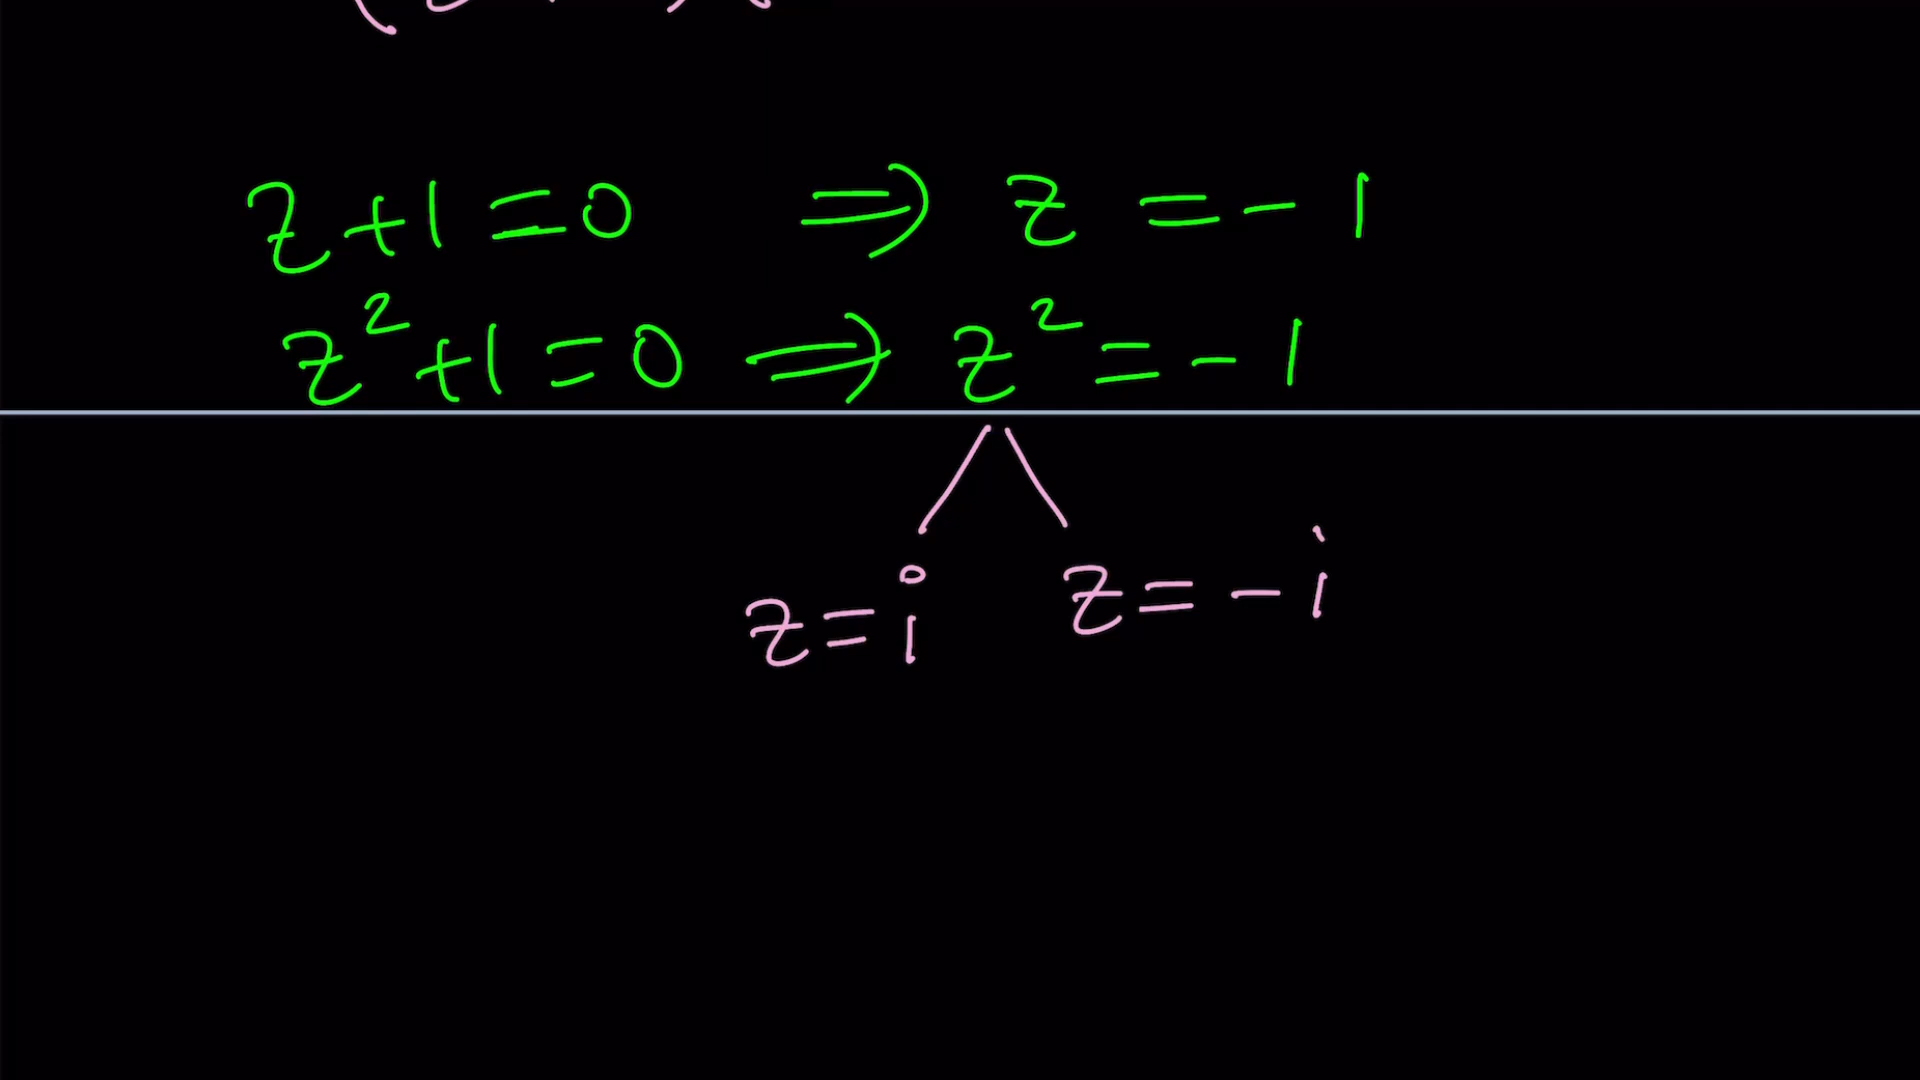 z+1=0 ⇒ z = -1
z²+1=0 ⇒ z² = -1
z=i z=-i